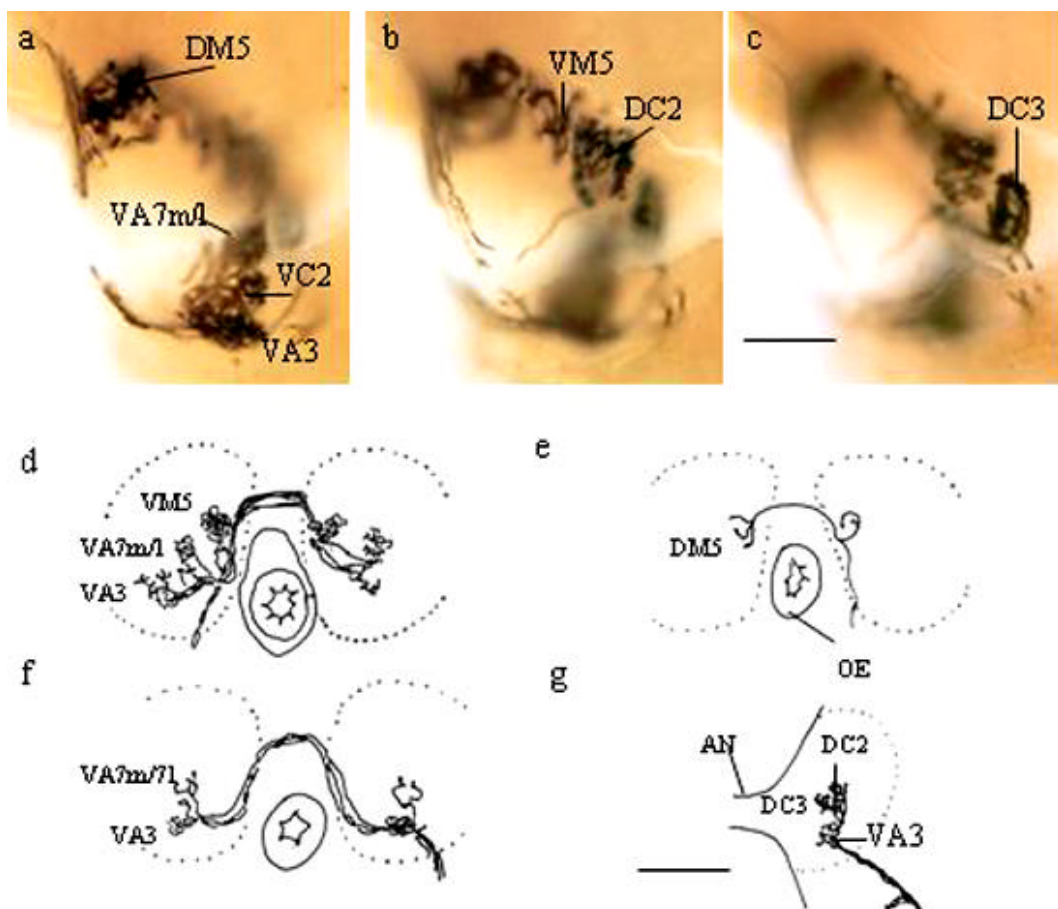 a
DM5
VA7m/l
VC2
VA3
b
VM5
DC2
c
DC3
d
VM5
VA7m/l
VA3
e
DM5
OE
f
VA7m/7l
VA3
g
AN
DC2
DC3
VA3